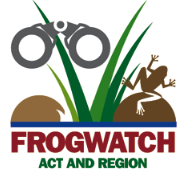 FROGWATCH
ACT AND REGION